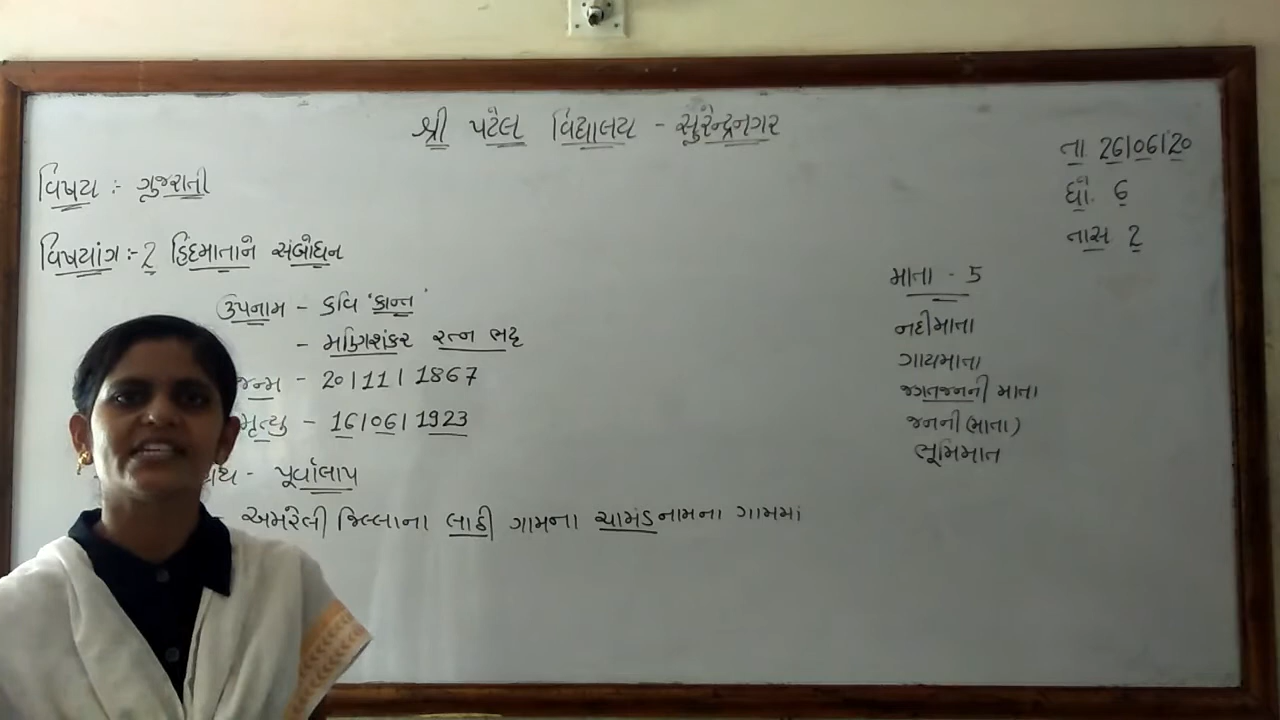 શ્રી પટેલ વિદ્યાલય - સુરેન્દ્રનગર
તા 26/06/20
ધો. 6
તાસ 2
વિષય :- ગુજરાતી
વિષયાંગ :- 2 હિંદમાતાને સંબોધન
ઉપનામ - કવિ 'કાન્ત'
- મણિશંકર રત્ન ભટ્ટ
જન્મ - 20/11/1867
મૃત્યુ - 16/06/1923
- પૂર્વાલાપ
અમરેલી જિલ્લાના લાઠી ગામના ચામંડ નામના ગામમાં
માતા - 5
નદીમાતા
ગાયમાતા
જગતજનની માતા
જનની (માતા)
ભૂમિમાત